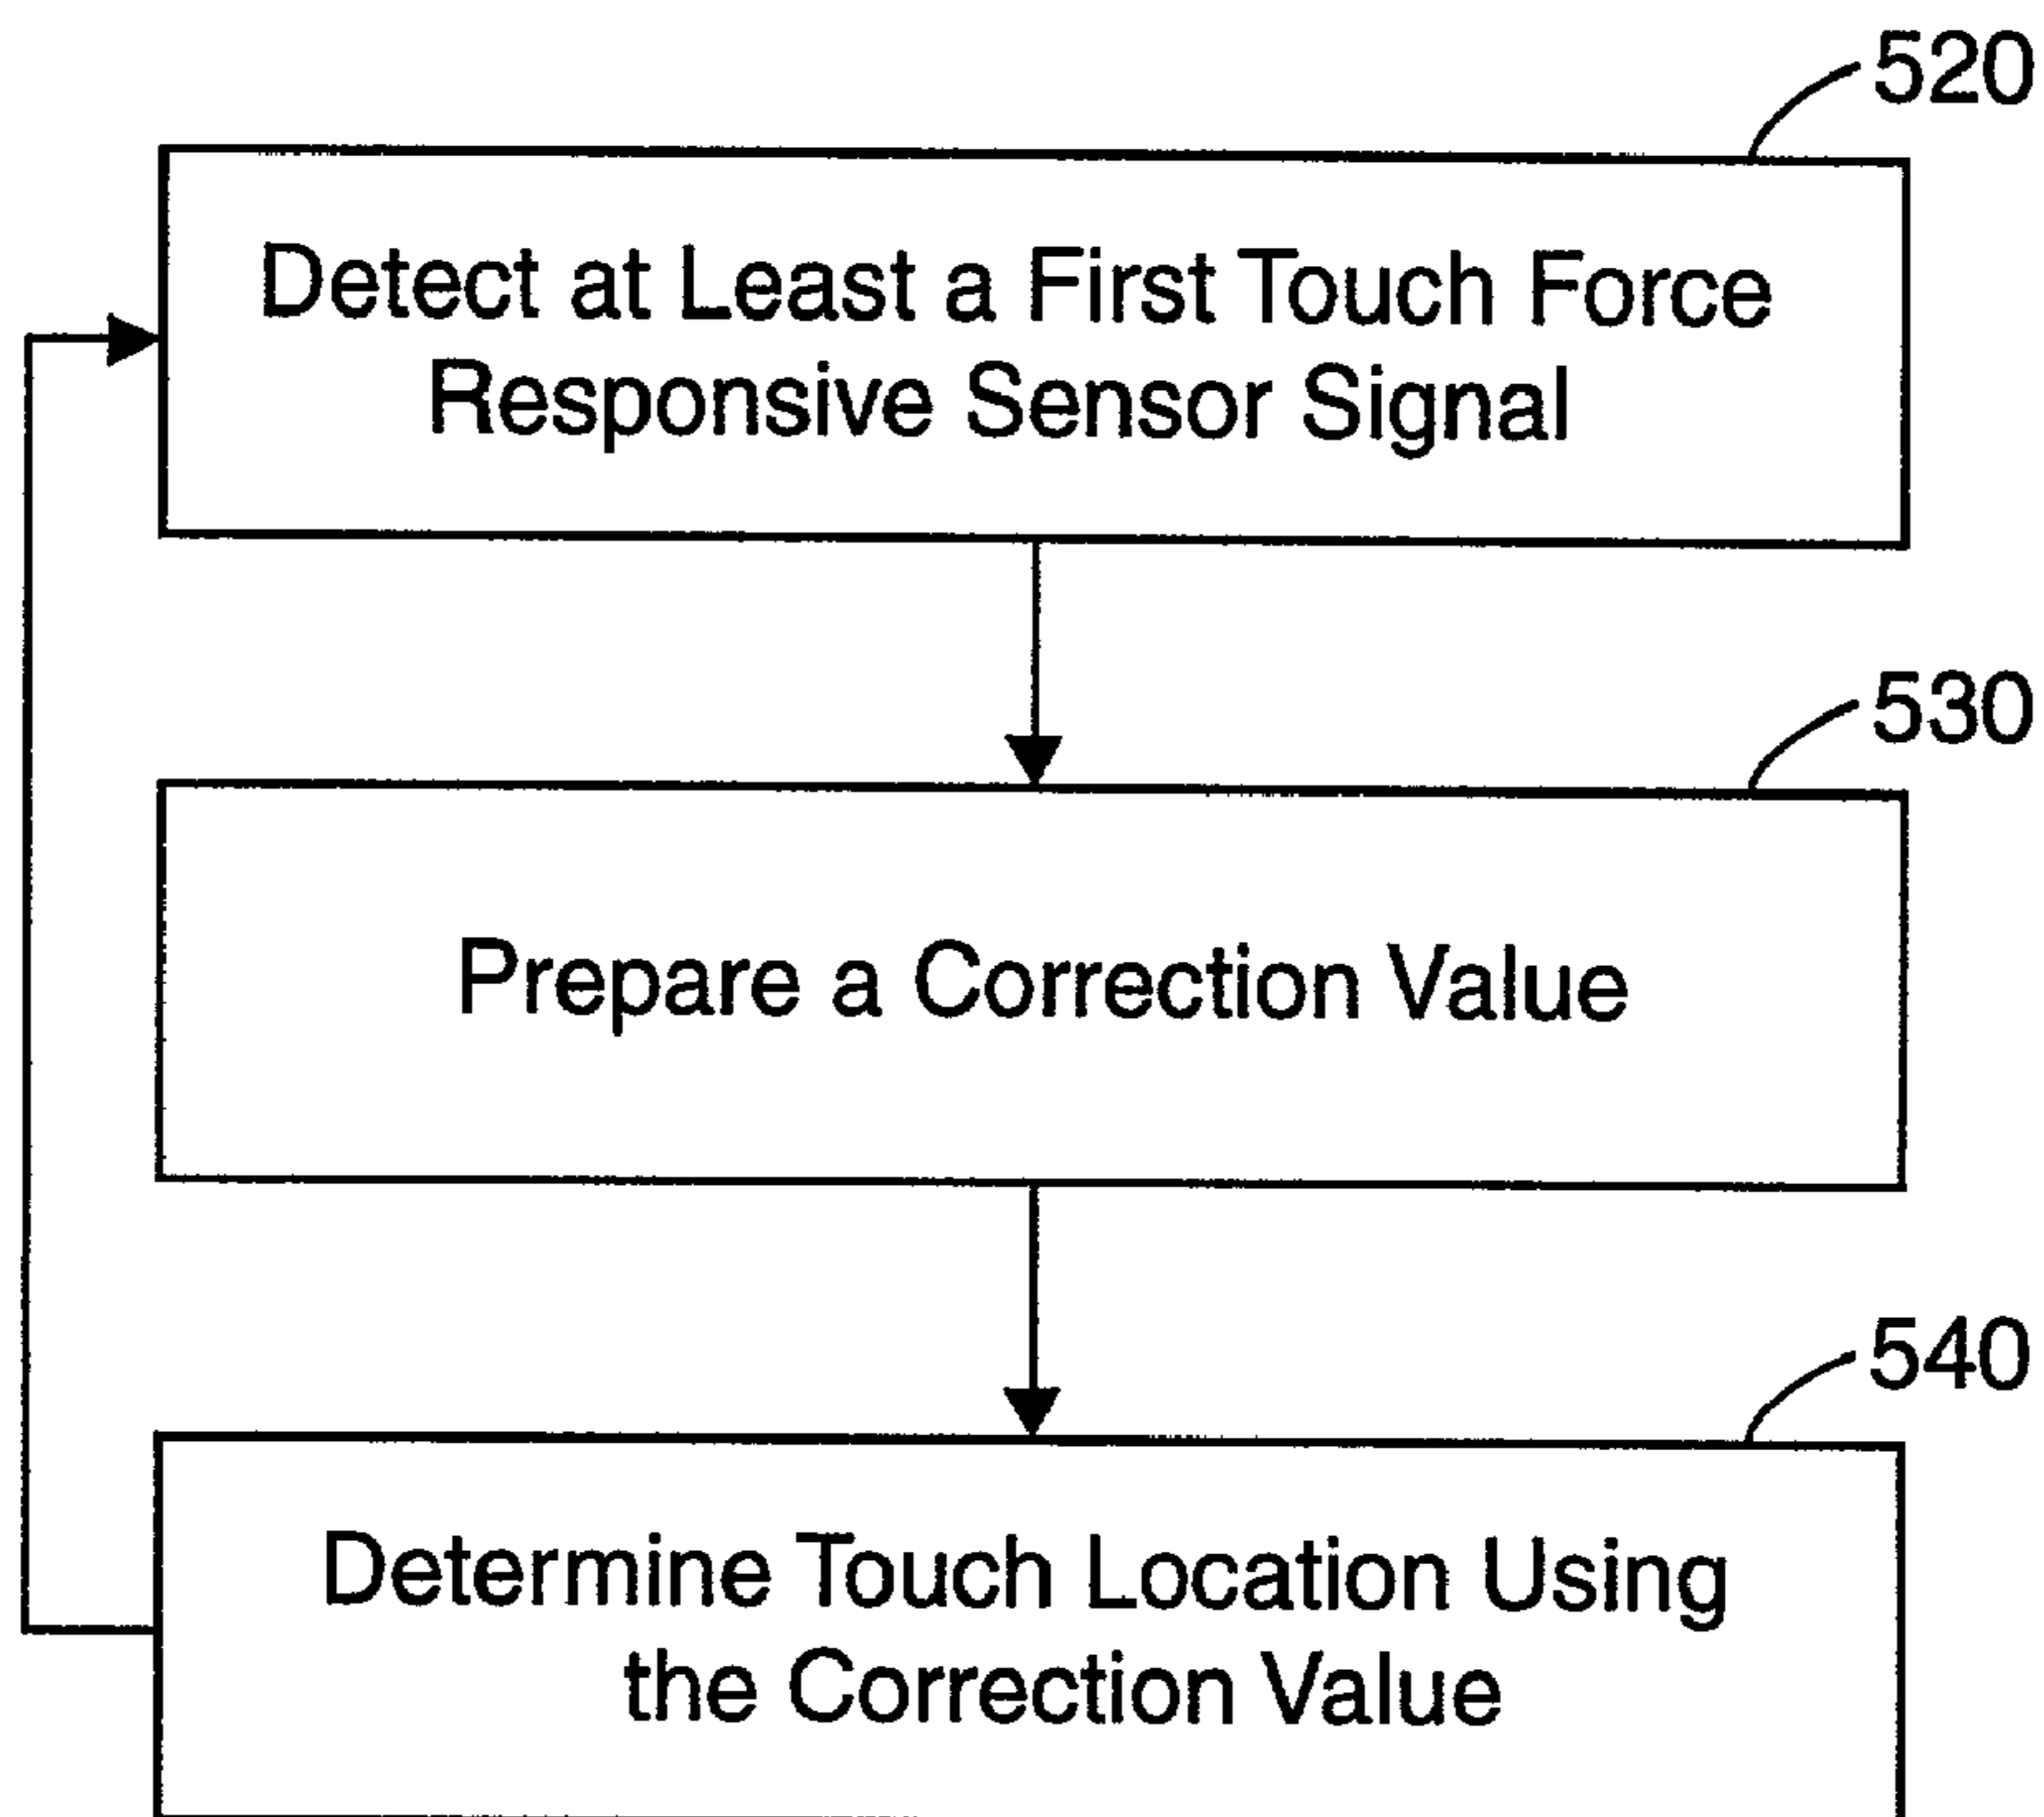 520
Detect at Least a First Touch Force
Responsive Sensor Signal
530
Prepare a Correction Value
540
Determine Touch Location Using
the Correction Value